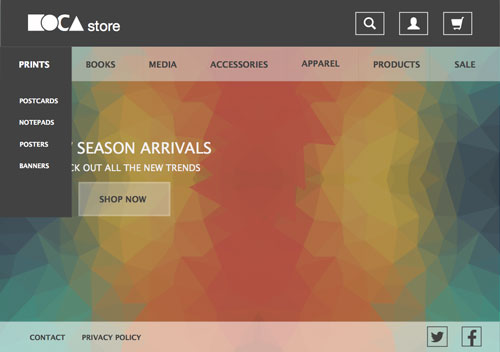 MOCA store
PRINTS BOOKS MEDIA ACCESSORIES APPAREL PRODUCTS SALE
POSTCARDS
NOTEPADS
POSTERS
BANNERS
SEASON ARRIVALS
CK OUT ALL THE NEW TRENDS
SHOP NOW
CONTACT PRIVACY POLICY